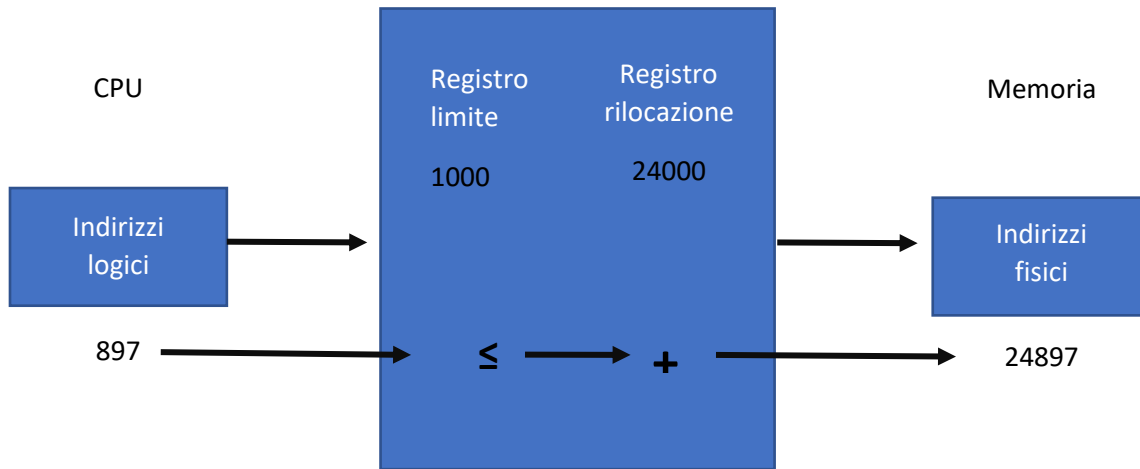 CPU
Registro
limite
1000
Registro
rilocazione
24000
Memoria
Indirizzi
logici
Indirizzi
fisici
897
≤
+
24897